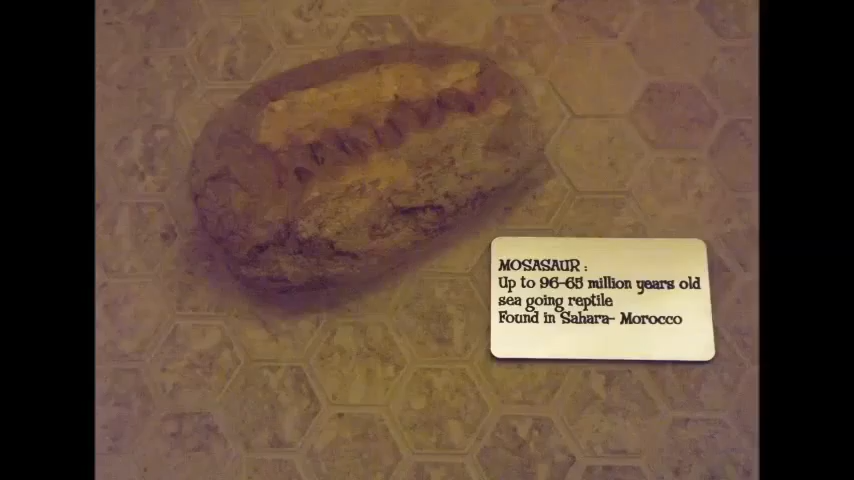 MOSASAUR :
Up to 96-65 million years old
sea going reptile
Found in Sahara- Morocco